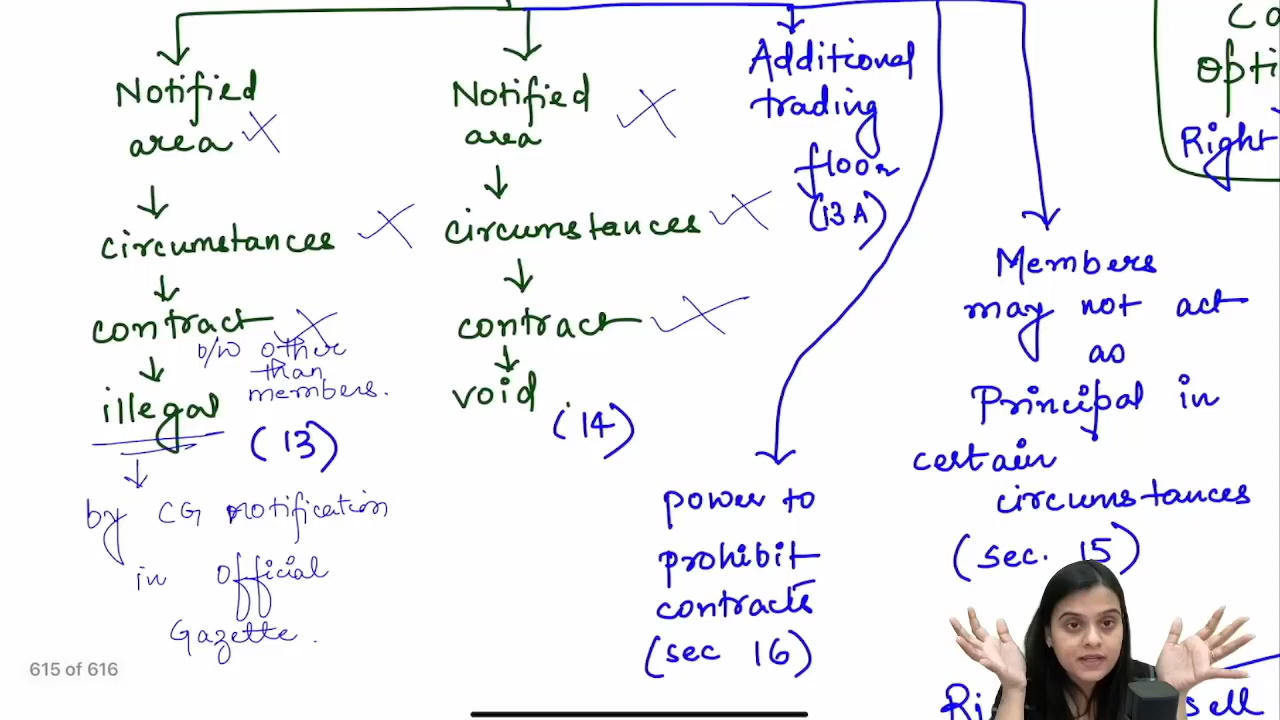 Notified
area
↓
circumstances
↓
contract
b/w other
than
members.
↓
illegal
(13)
↓
by CG notification
in Official
Gazette.
Notified
area
↓
circumstances
↓
contract
↓
void
(14)
Additional
trading
floor
(13A)
power to
prohibit
contracts
(sec 16)
Members
may not act
as
Principal in
certain
circumstances
(sec. 15)
Right
615 of 616
sell